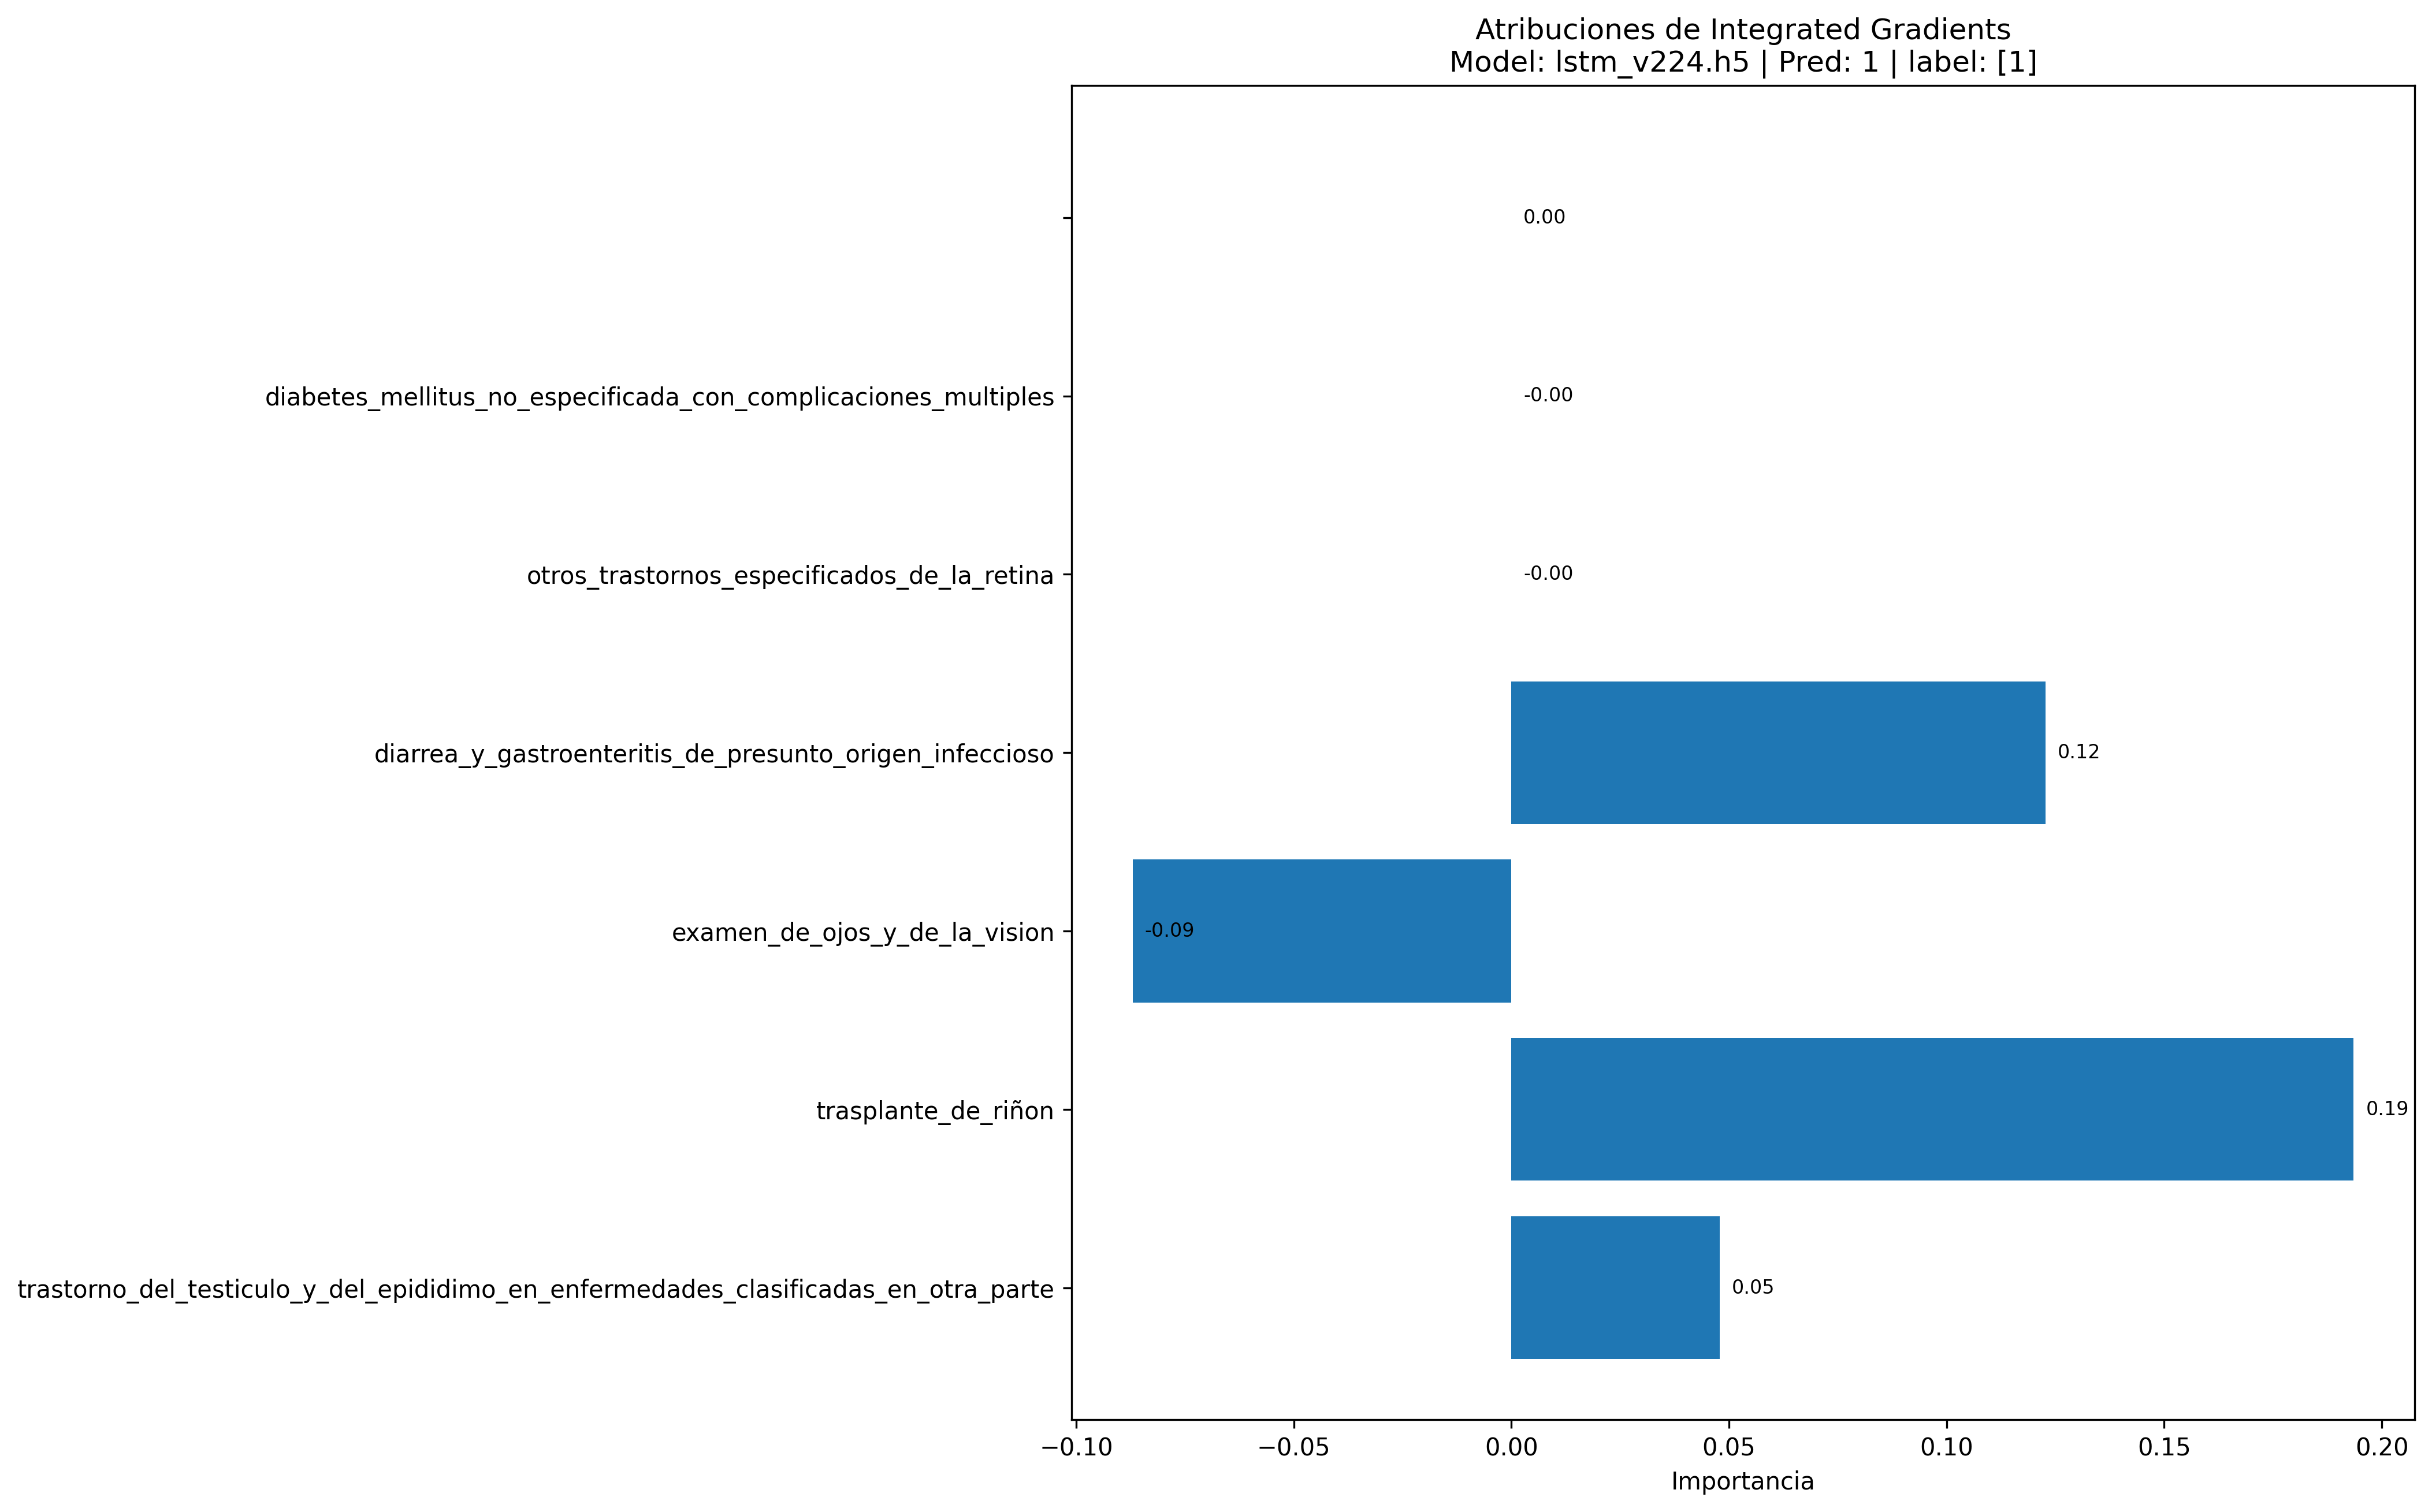 Atribuciones de Integrated Gradients
Model: lstm_v224.h5 | Pred: 1 | label: [1]
0.00
diabetes_mellitus_no_especificada_con_complicaciones_multiples
-0.00
otros_trastornos_especificados_de_la_retina
-0.00
diarrea_y_gastroenteritis_de_presunto_origen_infeccioso
0.12
examen_de_ojos_y_de_la_vision
-0.09
trasplante_de_riñon
0.19
trastorno_del_testiculo_y_del_epididimo_en_enfermedades_clasificadas_en_otra_parte
0.05
−0.10 −0.05 0.00 0.05 0.10 0.15 0.20
Importancia